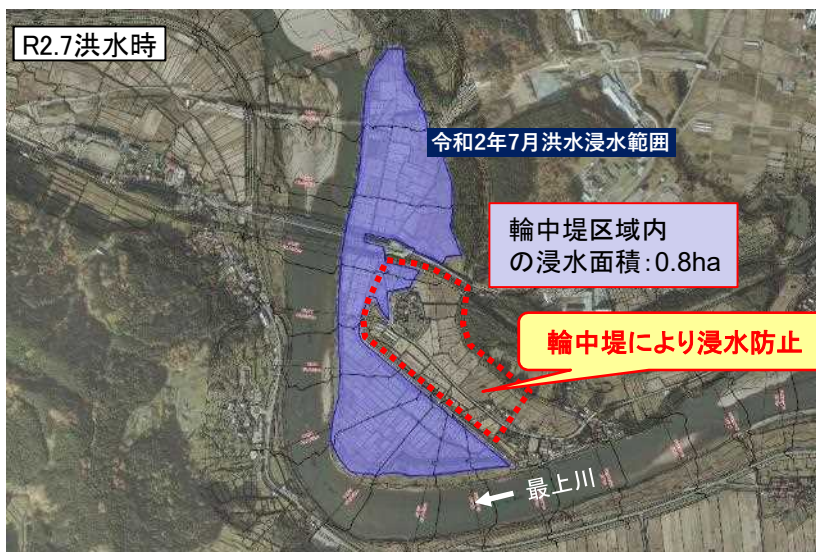 R2.7洪水時
令和2年7月洪水浸水範囲
輪中堤区域内
の浸水面積：0.8ha
輪中堤により浸水防止
最上川